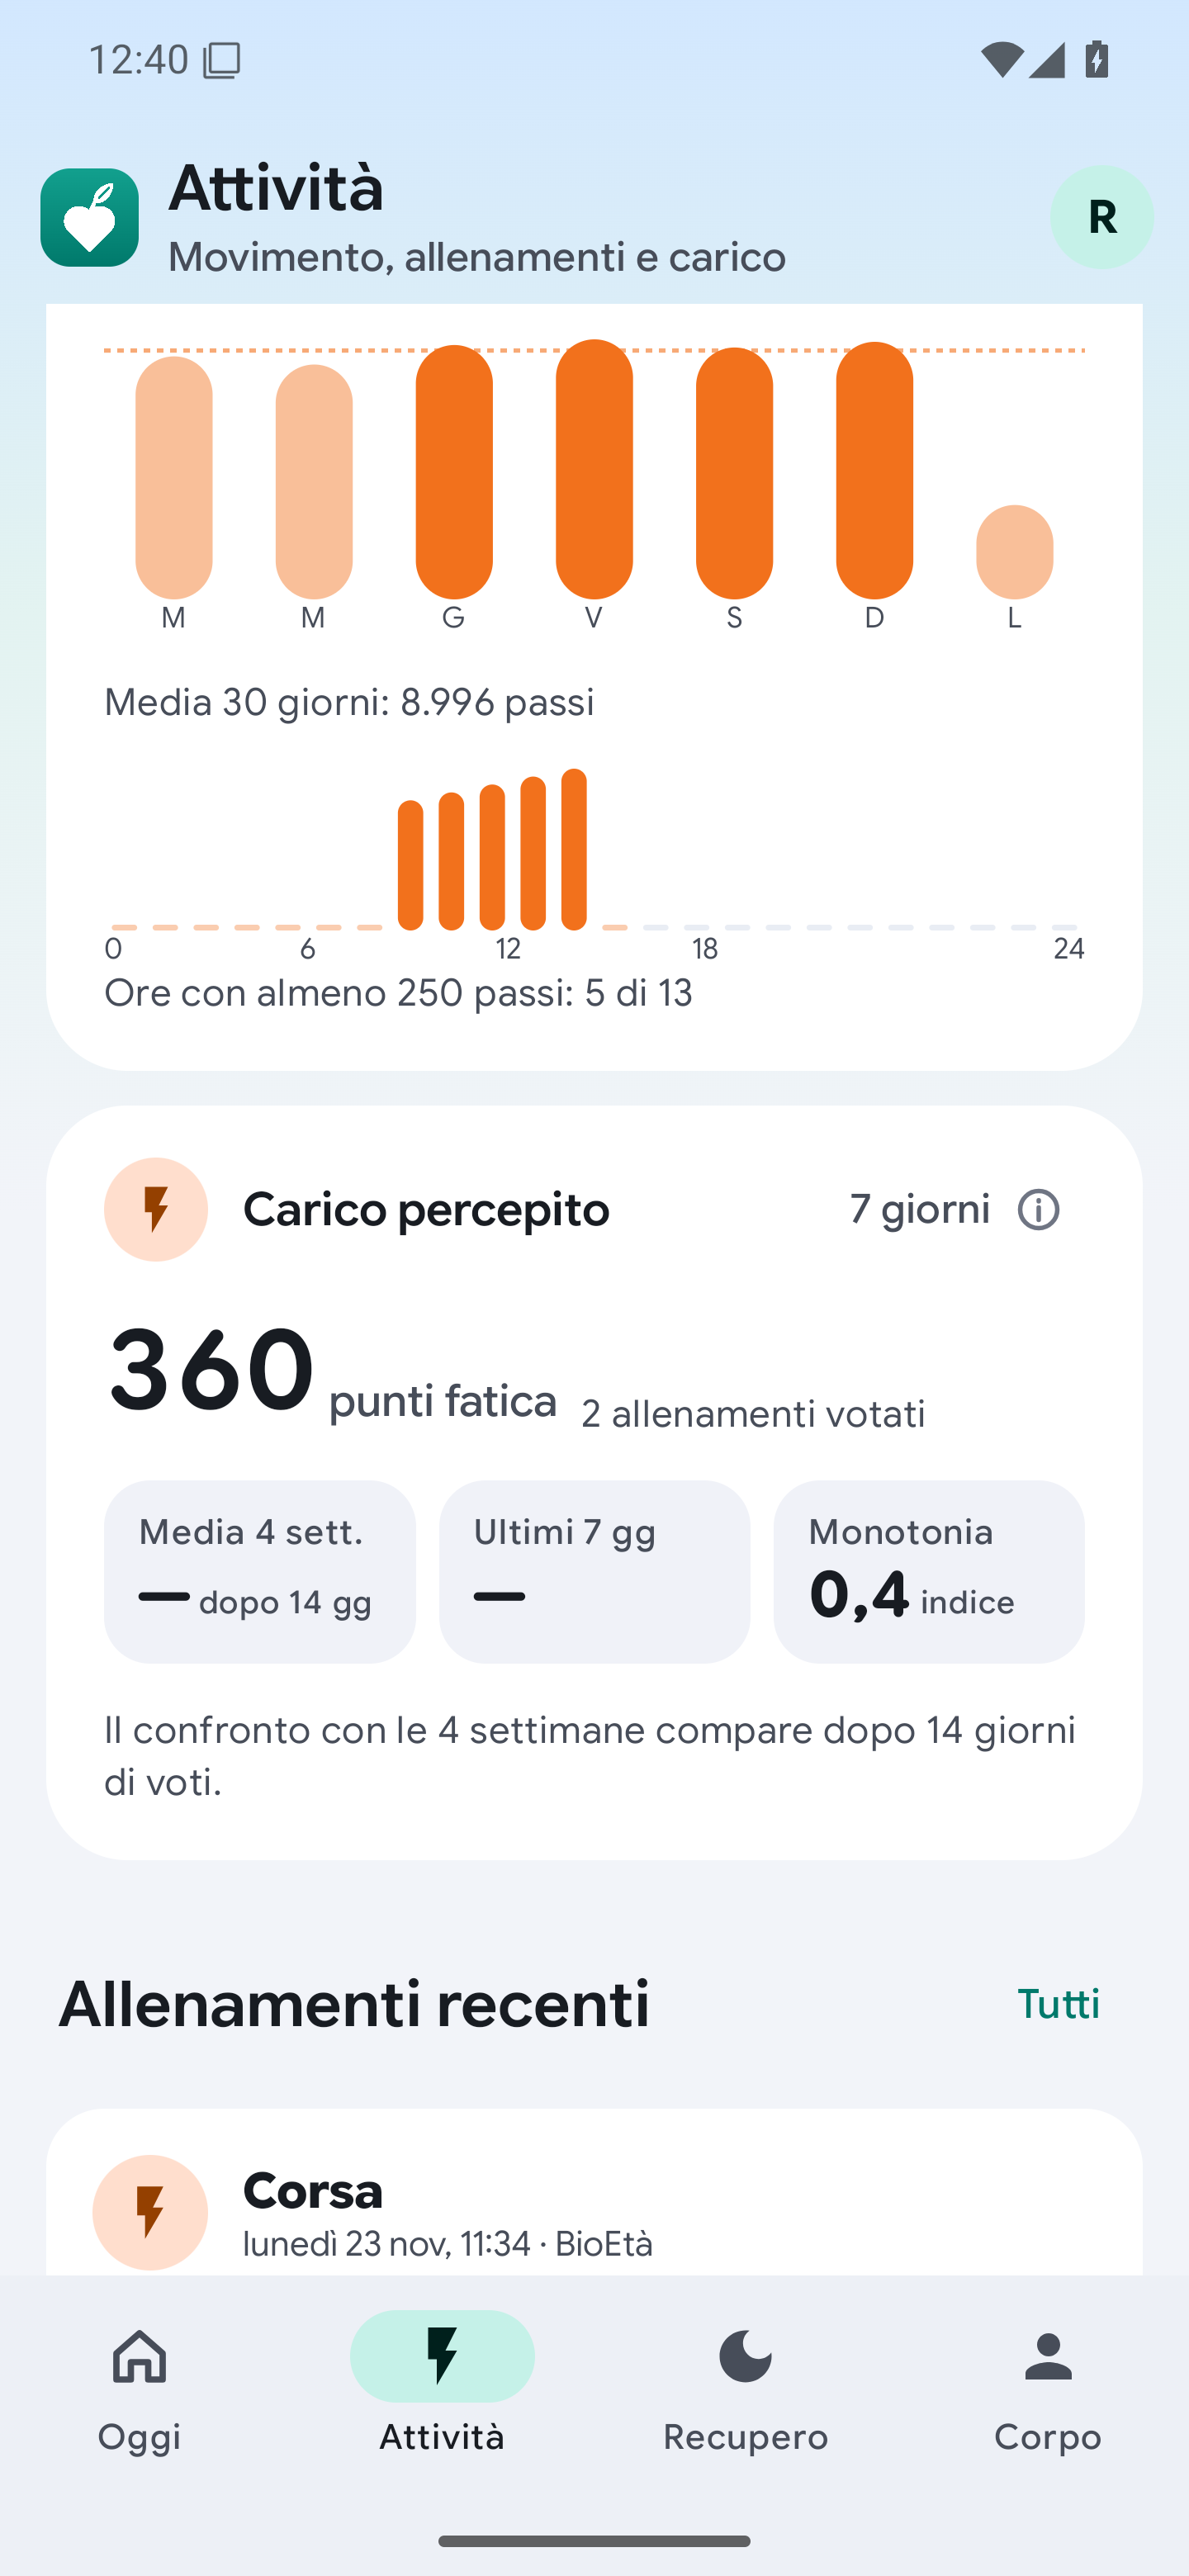 12:40
Attività
Movimento, allenamenti e carico
R
M M G V S D L
Media 30 giorni: 8.996 passi
0 6 12 18 24
Ore con almeno 250 passi: 5 di 13
Carico percepito
7 giorni
360 punti fatica 2 allenamenti votati
Media 4 sett.
— dopo 14 gg
Ultimi 7 gg
—
Monotonia
0,4 indice
Il confronto con le 4 settimane compare dopo 14 giorni
di voti.
Allenamenti recenti
Tutti
Corsa
lunedì 23 nov, 11:34 · BioEtà
Oggi
Attività
Recupero
Corpo